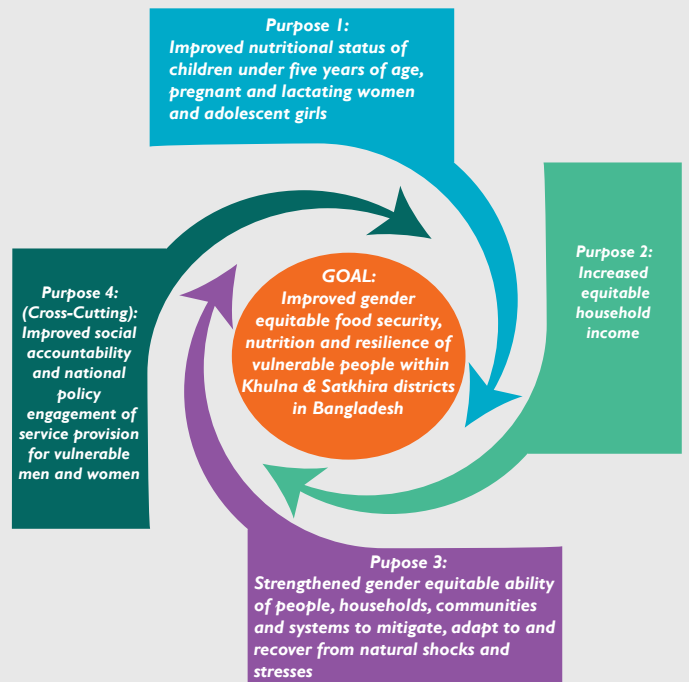 Purpose 1:
Improved nutritional status of
children under five years of age,
pregnant and lactating women
and adolescent girls
Purpose 2:
Increased
equitable
household
income
GOAL:
Improved gender
equitable food security,
nutrition and resilience of
vulnerable people within
Khulna & Satkhira districts
in Bangladesh
Purpose 4:
(Cross-Cutting):
Improved social
accountability
and national
policy
engagement of
service provision
for vulnerable
men and women
Pupose 3:
Strengthened gender equitable ability
of people, households, communities
and systems to mitigate, adapt to and
recover from natural shocks and
stresses